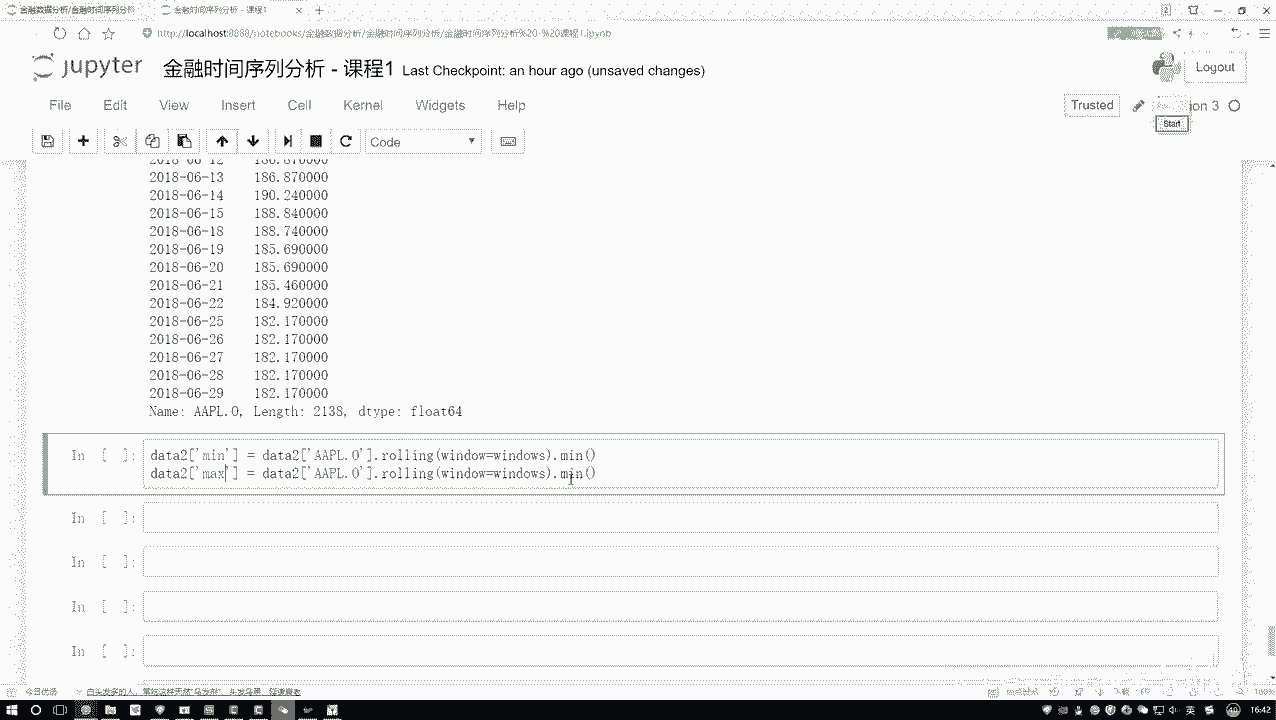 金融数据分析/金融时间序列分析
金融时间序列分析 - 课程1
http://localhost:8888/notebooks/金融数据分析/金融时间序列分析/金融时间序列分析%20-%20课程1.ipynb
jupyter 金融时间序列分析 - 课程1 Last Checkpoint: an hour ago (unsaved changes)
Logout
File Edit View Insert Cell Kernel Widgets Help
Trusted
on 3
Start
Code
2018-06-12 186.870000
2018-06-13 186.870000
2018-06-14 190.240000
2018-06-15 188.840000
2018-06-18 188.740000
2018-06-19 185.690000
2018-06-20 185.690000
2018-06-21 185.460000
2018-06-22 184.920000
2018-06-25 182.170000
2018-06-26 182.170000
2018-06-27 182.170000
2018-06-28 182.170000
2018-06-29 182.170000
Name: AAPL.O, Length: 2138, dtype: float64
In [ ]: data2['min'] = data2['AAPL.O'].rolling(window=windows).min()
data2['max'] = data2['AAPL.O'].rolling(window=windows).min()
In [ ]:
In [ ]:
In [ ]:
In [ ]:
今日优选
160%
英
16:42